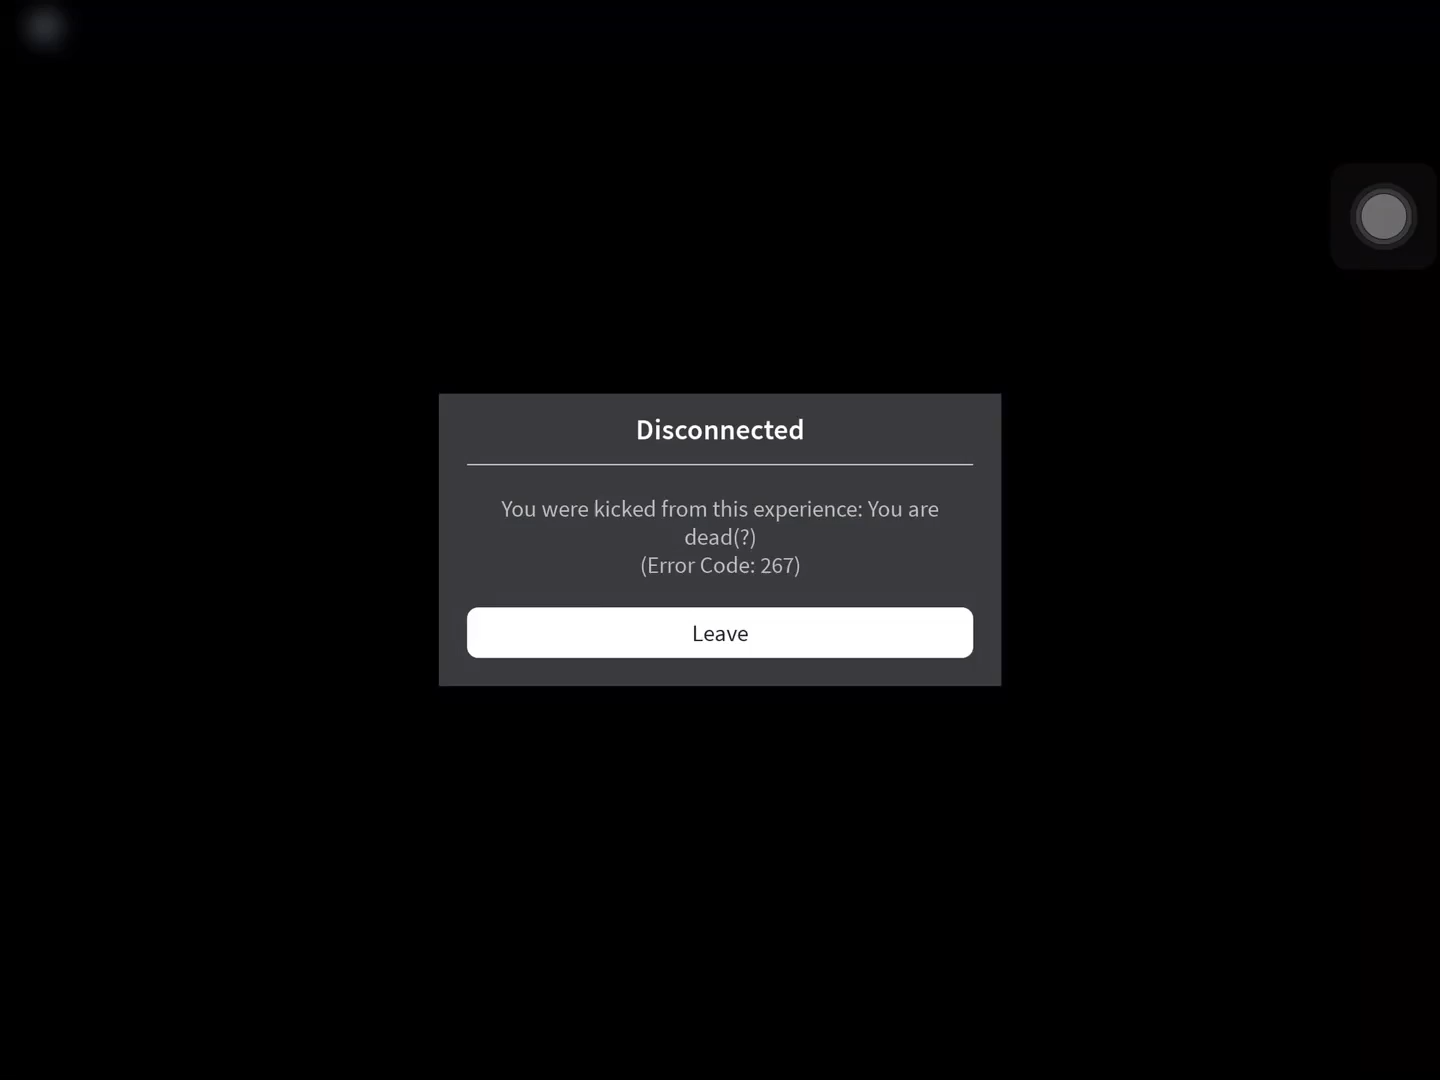 Disconnected
You were kicked from this experience: You are
dead(?)
(Error Code: 267)
Leave